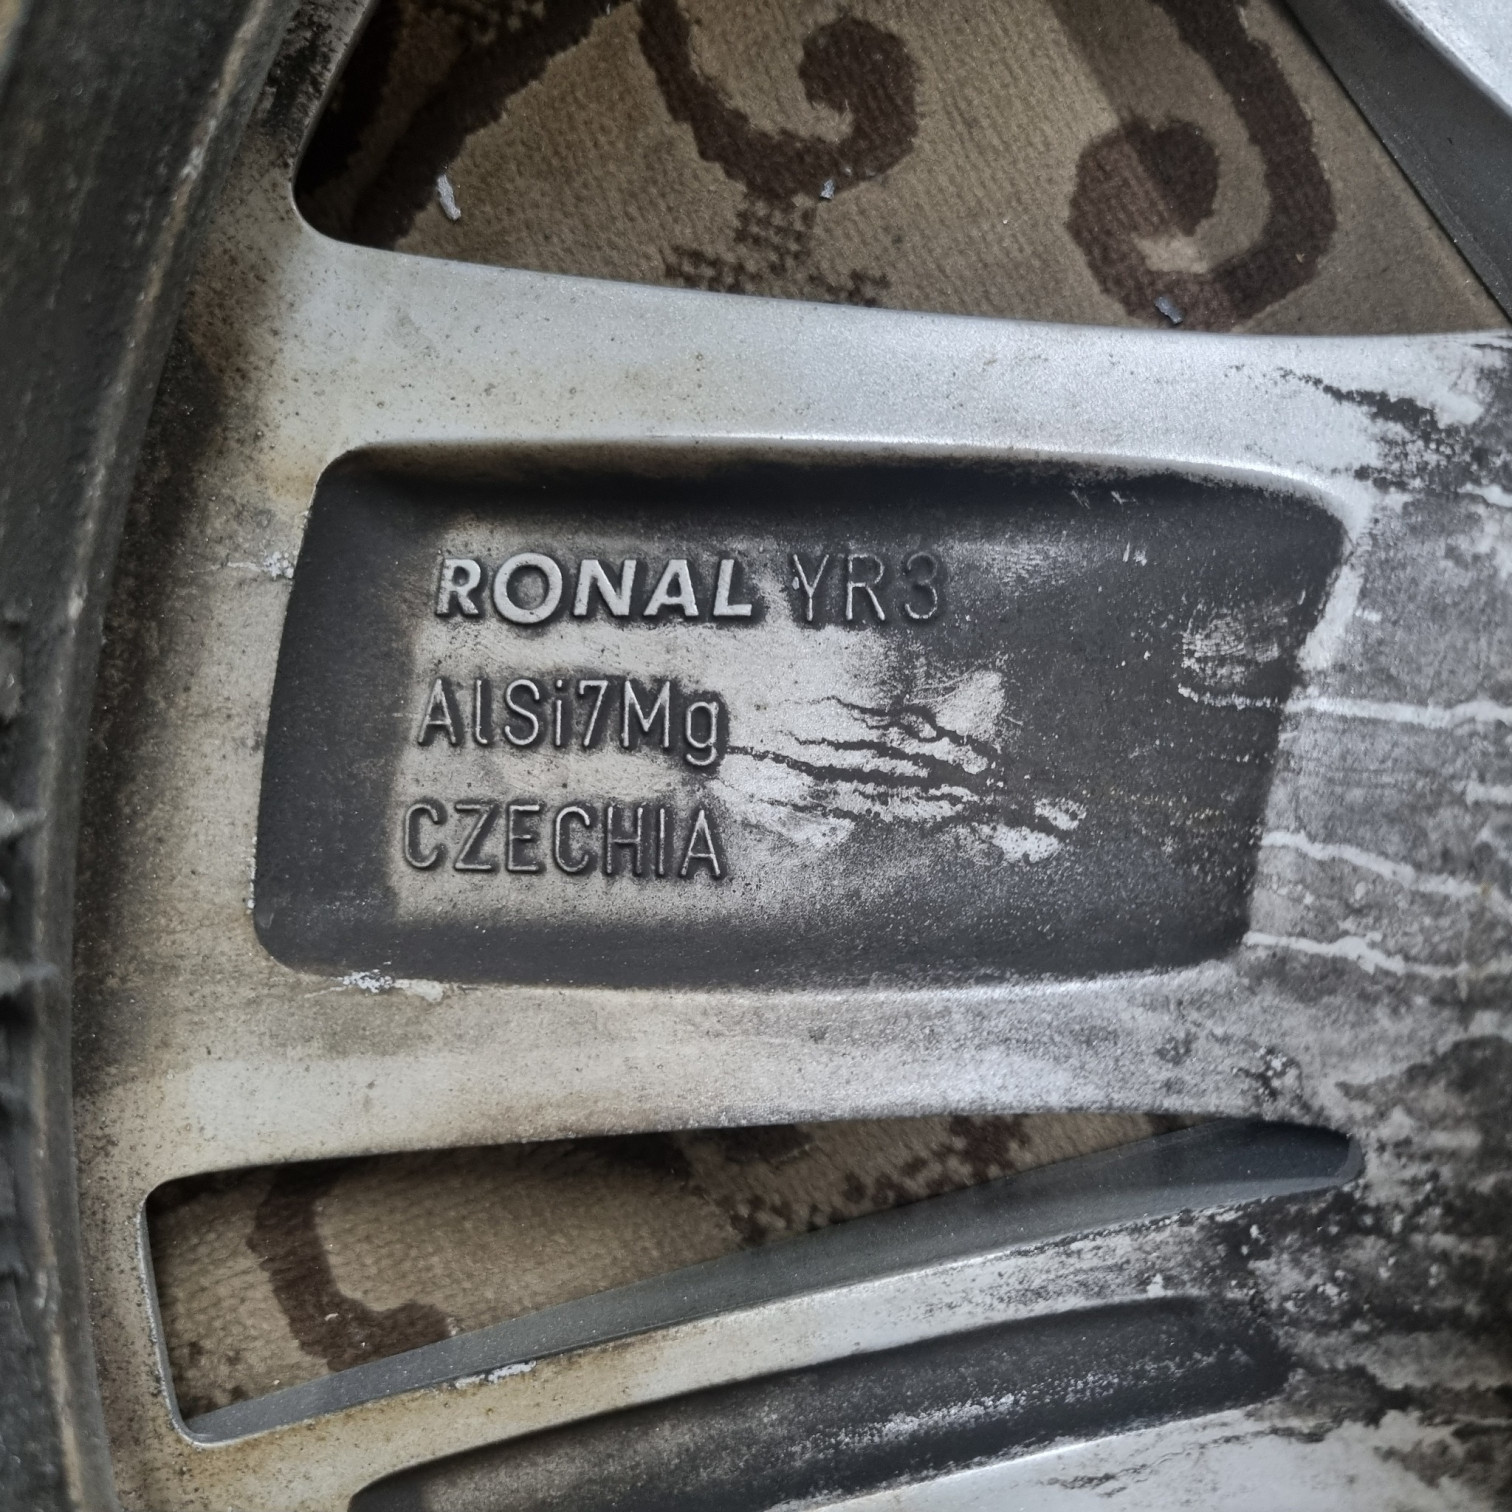 RONAL YR3
AlSi7Mg
CZECHIA